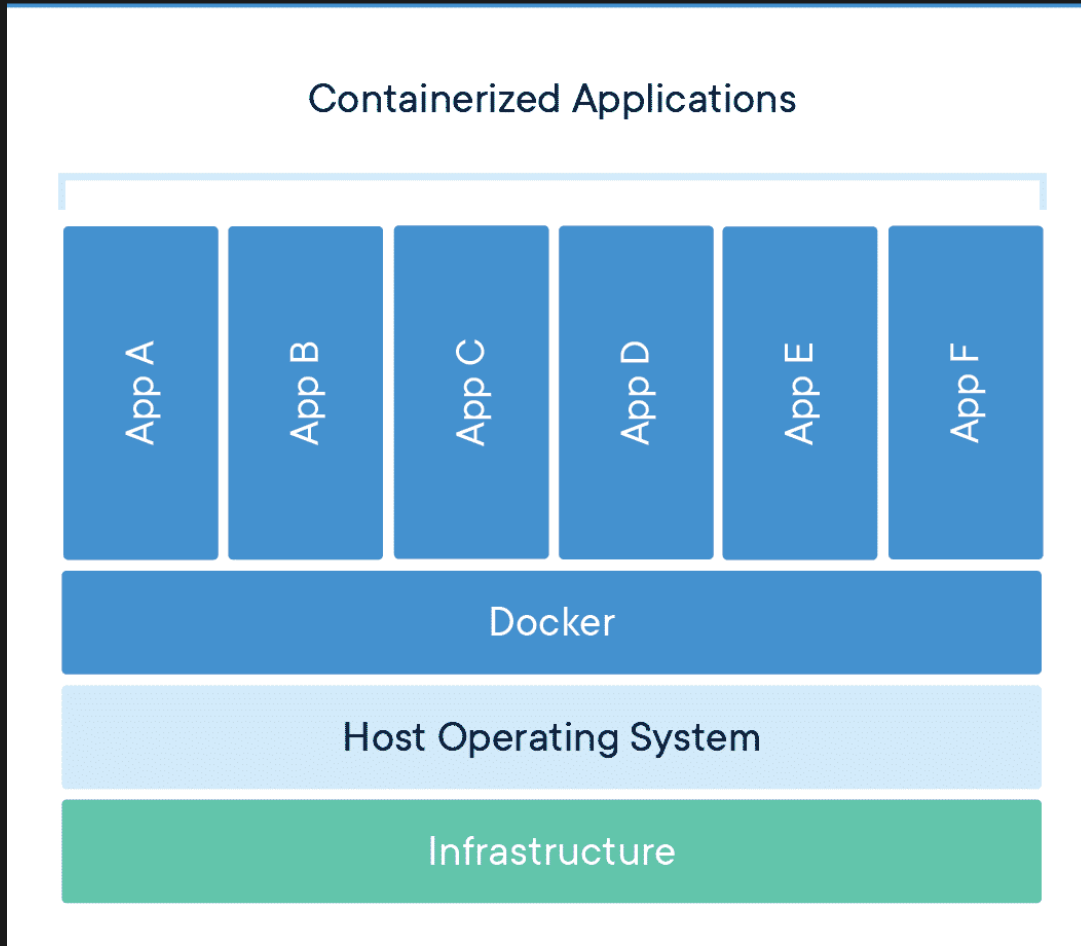 Containerized Applications
App A
App B
App C
App D
App E
App F
Docker
Host Operating System
Infrastructure